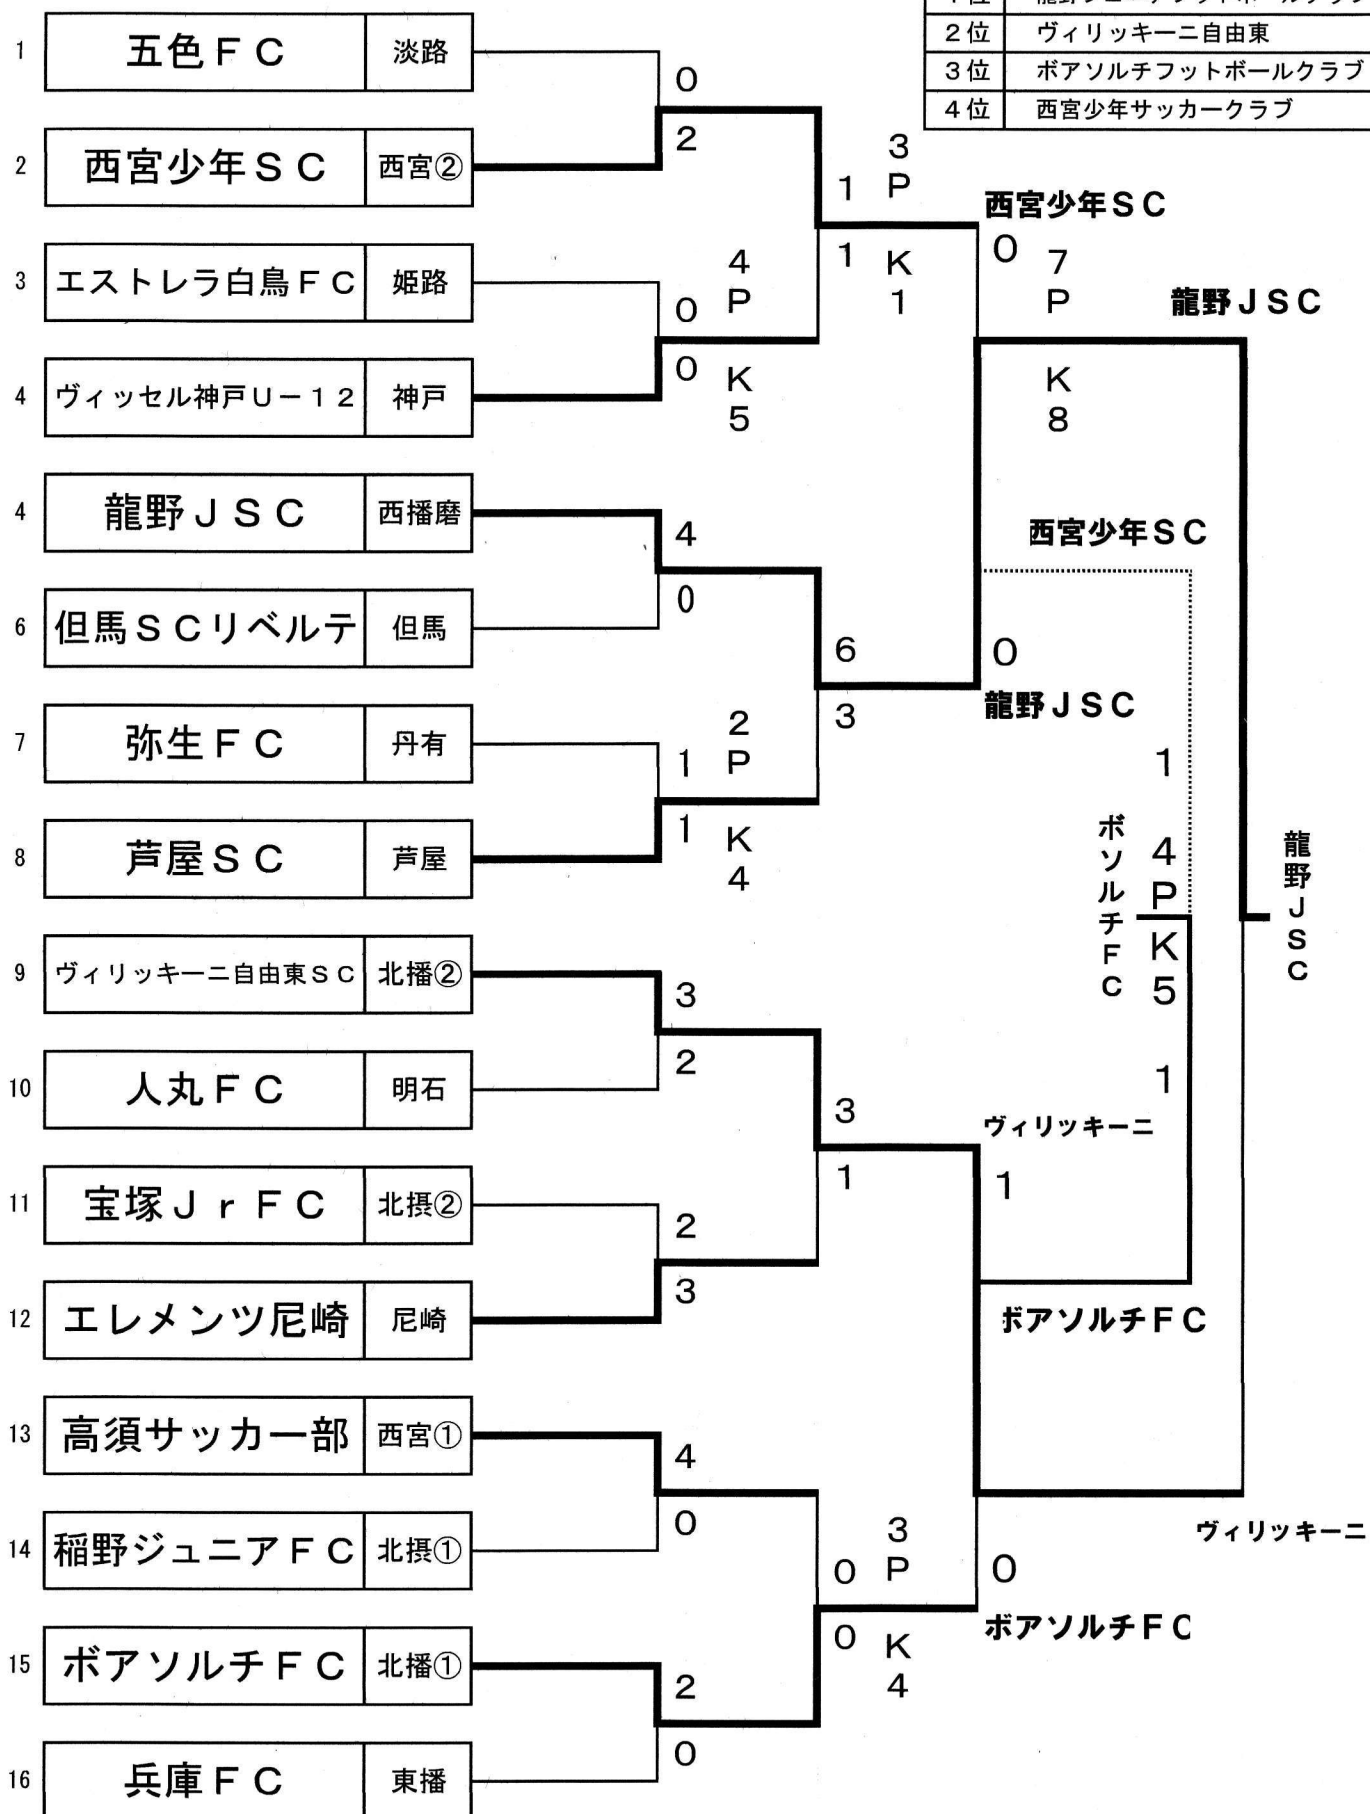 2位 ヴィリッキーニ自由東
3位 ボアソルチフットボールクラブ
4位 西宮少年サッカークラブ
1 五色ＦＣ 淡路
0
2
2 西宮少年ＳＣ 西宮②
3 エストレラ白鳥ＦＣ 姫路
0
0
4
P
K
5
4 ヴィッセル神戸Ｕ－１２ 神戸
1
1
3
P
K
1
西宮少年ＳＣ
0
7
P
K
8
龍野ＪＳＣ
4 龍野ＪＳＣ 西播磨
4
0
6 但馬ＳＣリベルテ 但馬
6
3
0
龍野ＪＳＣ
西宮少年ＳＣ
7 弥生ＦＣ 丹有
1
1
2
P
K
4
8 芦屋ＳＣ 芦屋
1
4
P
K
5
1
ボソルチＦＣ
龍野ＪＳＣ
9 ヴィリッキーニ自由東ＳＣ 北播②
3
2
10 人丸ＦＣ 明石
3
1
ヴィリッキーニ
1
11 宝塚ＪｒＦＣ 北摂②
2
3
12 エレメンツ尼崎 尼崎
ボアソルチＦＣ
13 高須サッカー部 西宮①
4
0
14 稲野ジュニアＦＣ 北摂①
0
0
3
P
K
4
0
ボアソルチＦＣ
ヴィリッキーニ
15 ボアソルチＦＣ 北播①
2
0
16 兵庫ＦＣ 東播